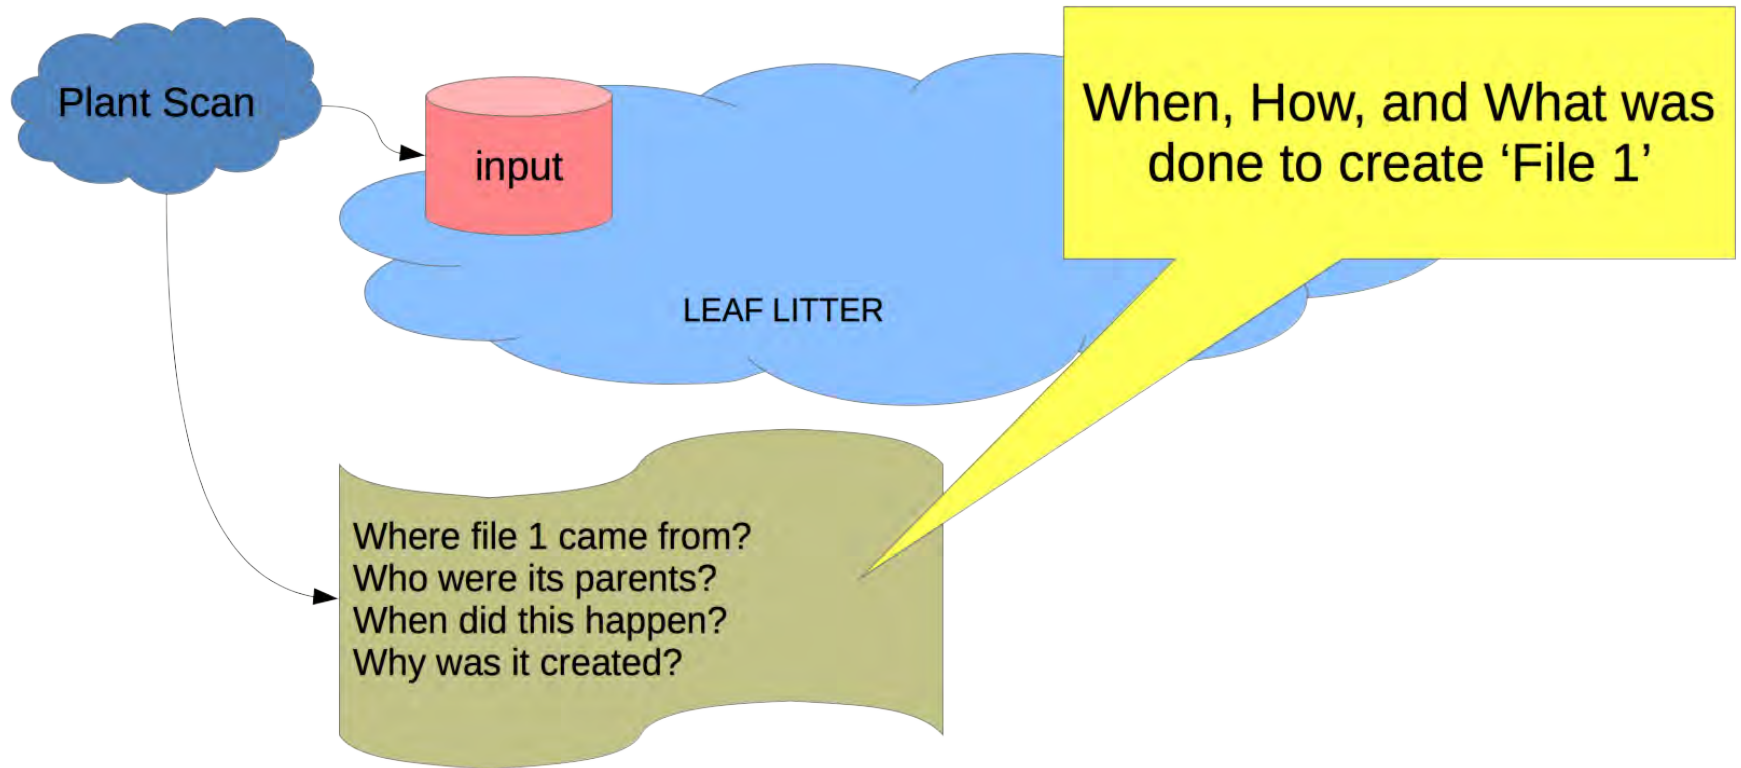 Plant Scan
input
When, How, and What was
done to create ‘File 1’
LEAF LITTER
Where file 1 came from?
Who were its parents?
When did this happen?
Why was it created?